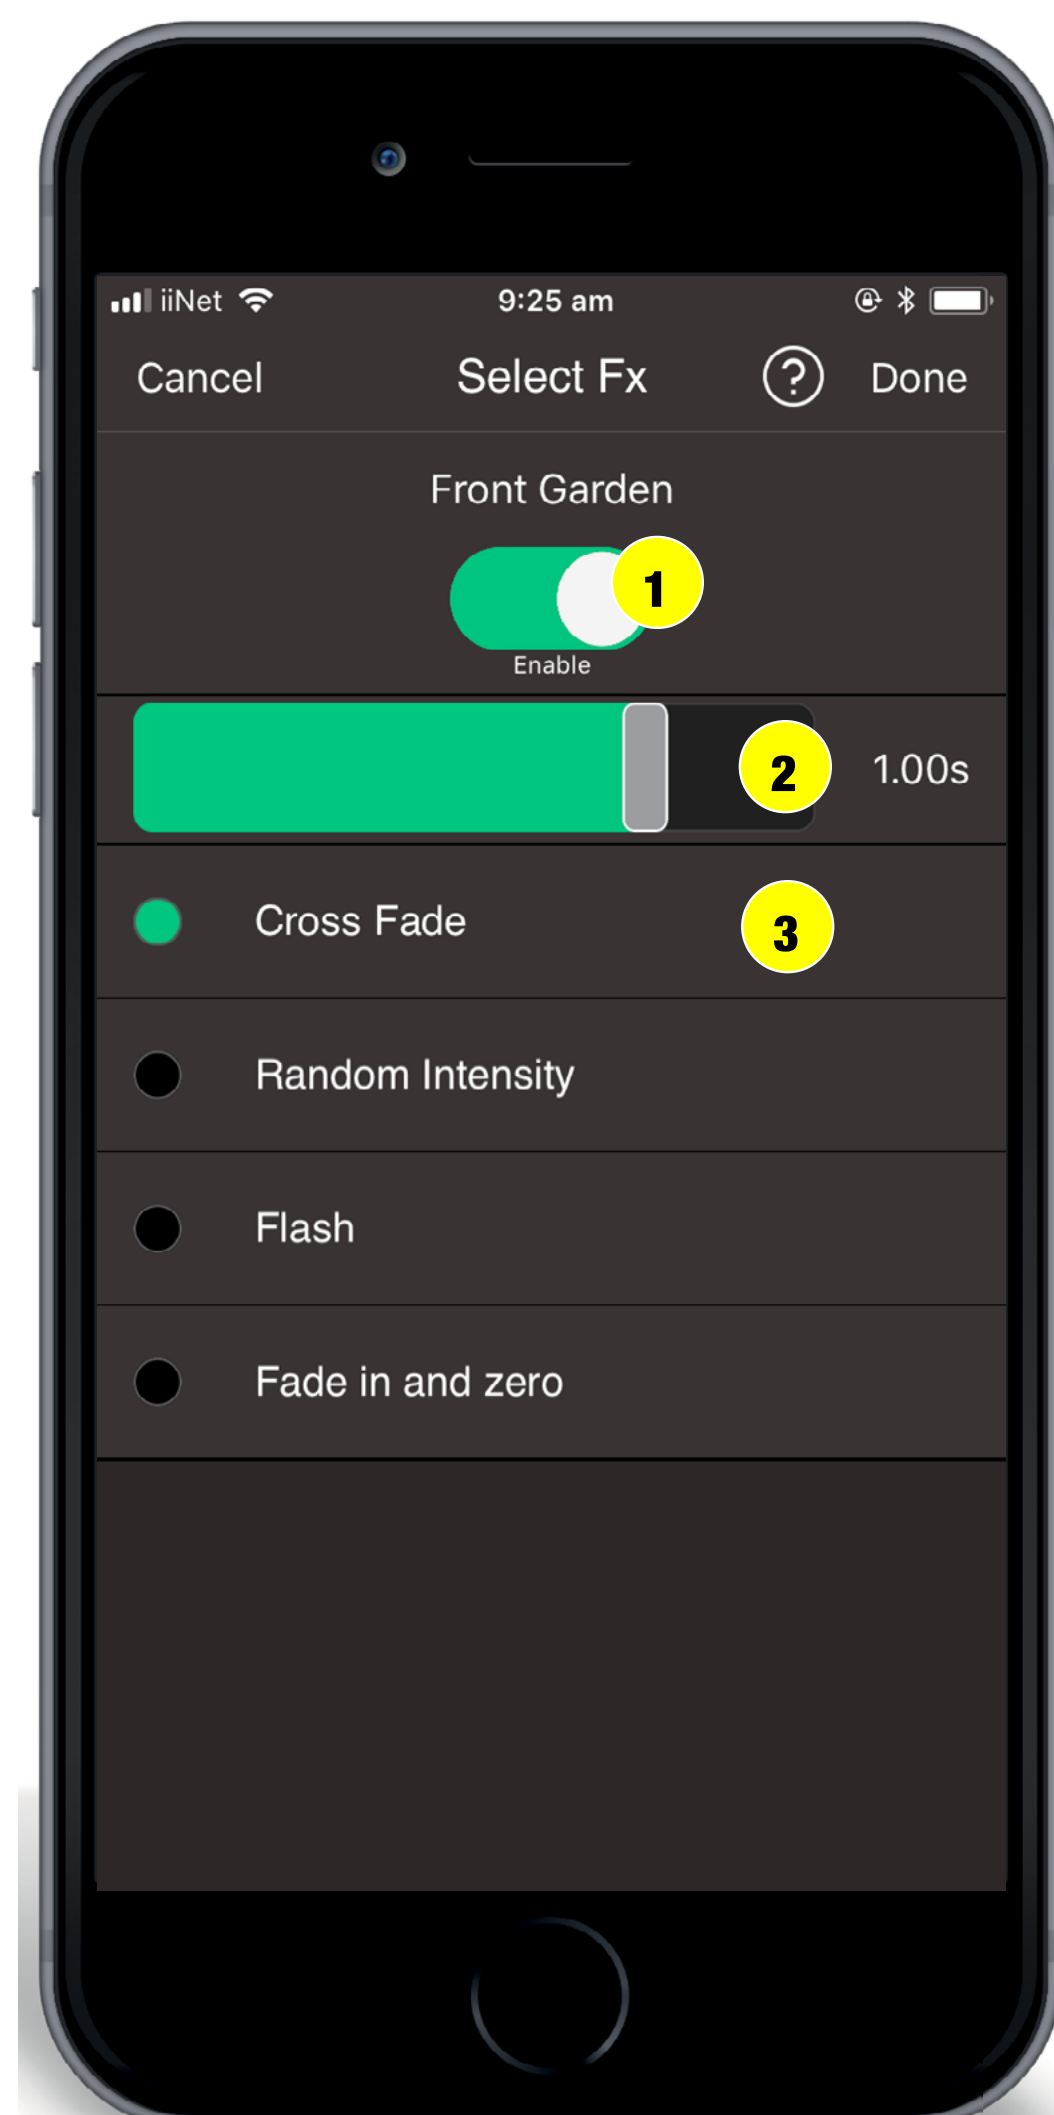 iiNet 9:25 am
Cancel Select Fx ? Done
Front Garden
1
Enable
2 1.00s
Cross Fade 3
Random Intensity
Flash
Fade in and zero